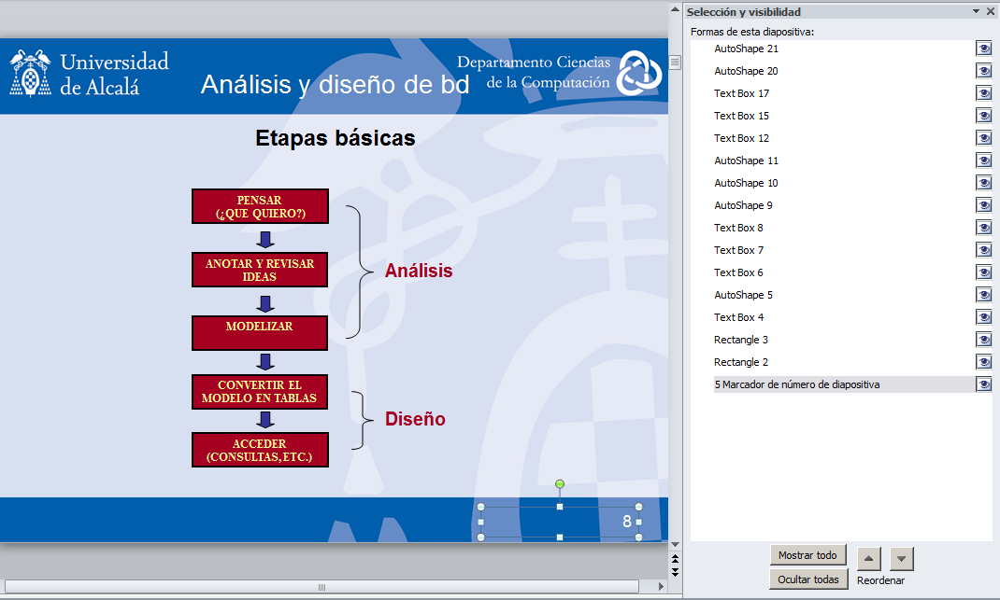 Universidad
de Alcalá
Análisis y diseño de bd
Departamento Ciencias
de la Computación
Etapas básicas
PENSAR
(¿QUE QUIERO?)
ANOTAR Y REVISAR
IDEAS
MODELIZAR
Análisis
CONVERTIR EL
MODELO EN TABLAS
ACCEDER
(CONSULTAS,ETC.)
Diseño
8
Selección y visibilidad
Formas de esta diapositiva:
AutoShape 21
AutoShape 20
Text Box 17
Text Box 15
Text Box 12
AutoShape 11
AutoShape 10
AutoShape 9
Text Box 8
Text Box 7
Text Box 6
AutoShape 5
Text Box 4
Rectangle 3
Rectangle 2
5 Marcador de número de diapositiva
Mostrar todo
Ocultar todas
Reordenar